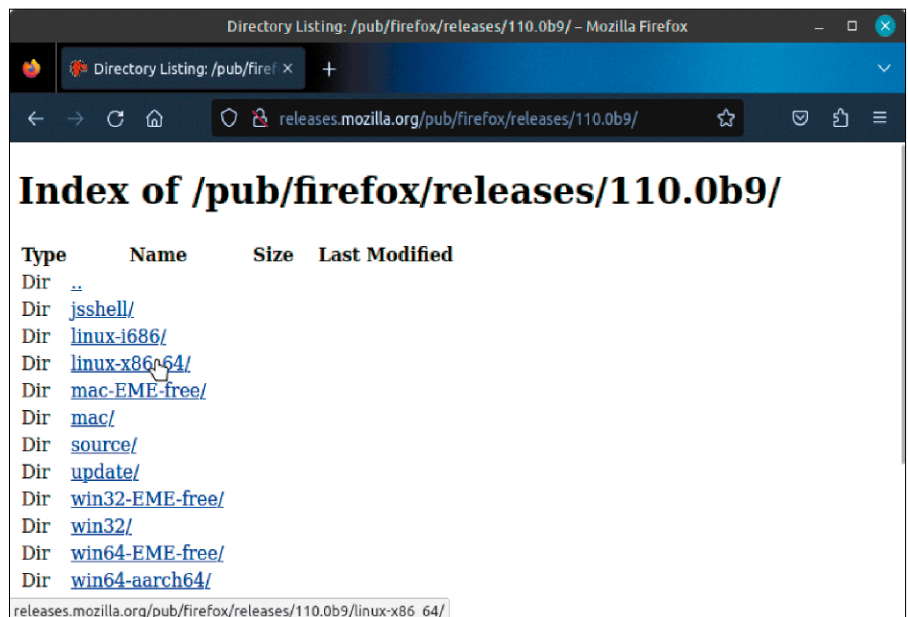 Directory Listing: /pub/firefox/releases/110.0b9/ – Mozilla Firefox
Directory Listing: /pub/firef
releases.mozilla.org/pub/firefox/releases/110.0b9/
Index of /pub/firefox/releases/110.0b9/
Type Name Size Last Modified
Dir ..
Dir jsshell/
Dir linux-i686/
Dir linux-x86_64/
Dir mac-EME-free/
Dir mac/
Dir source/
Dir update/
Dir win32-EME-free/
Dir win32/
Dir win64-EME-free/
Dir win64-aarch64/
releases.mozilla.org/pub/firefox/releases/110.0b9/linux-x86_64/